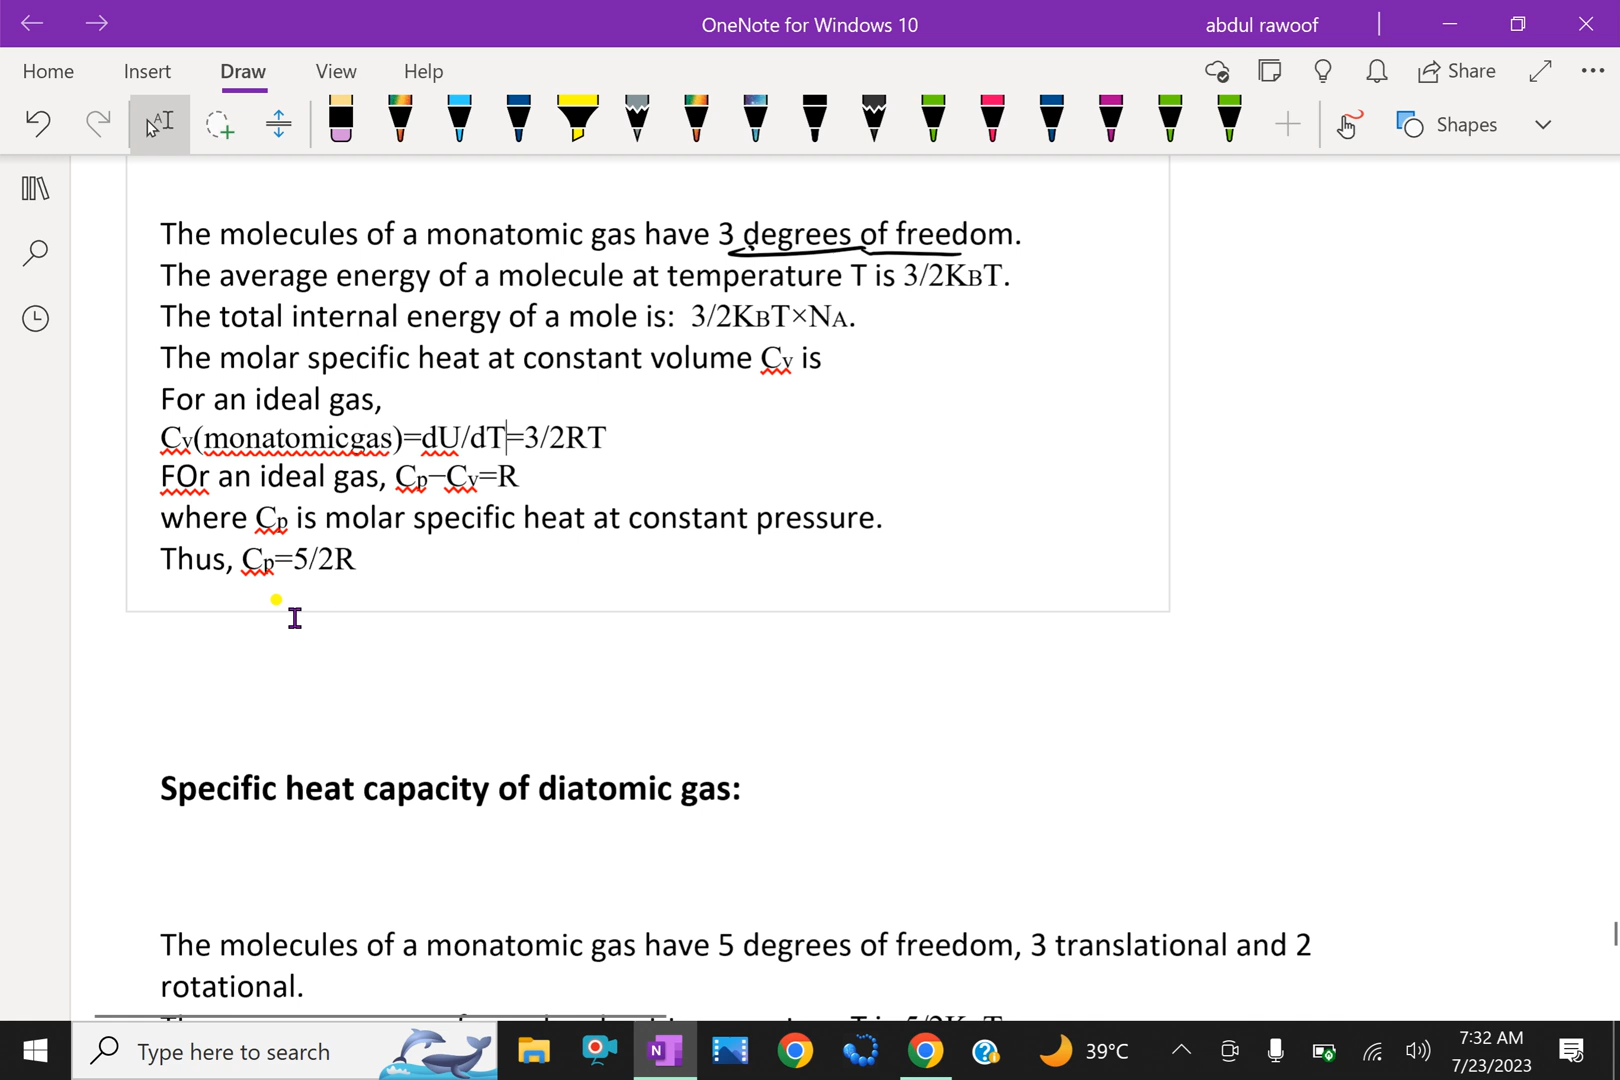 OneNote for Windows 10
abdul rawoof
Home Insert Draw View Help
Share
Shapes
The molecules of a monatomic gas have 3 degrees of freedom.
The average energy of a molecule at temperature T is 3/2KBT.
The total internal energy of a mole is: 3/2KBT×NA.
The molar specific heat at constant volume Cv is
For an ideal gas,
Cv(monatomicgas)=dU/dT=3/2RT
FOr an ideal gas, Cp−Cv=R
where Cp is molar specific heat at constant pressure.
Thus, Cp=5/2R
Specific heat capacity of diatomic gas:
The molecules of a monatomic gas have 5 degrees of freedom, 3 translational and 2
rotational.
Type here to search
39°C
7:32 AM
7/23/2023